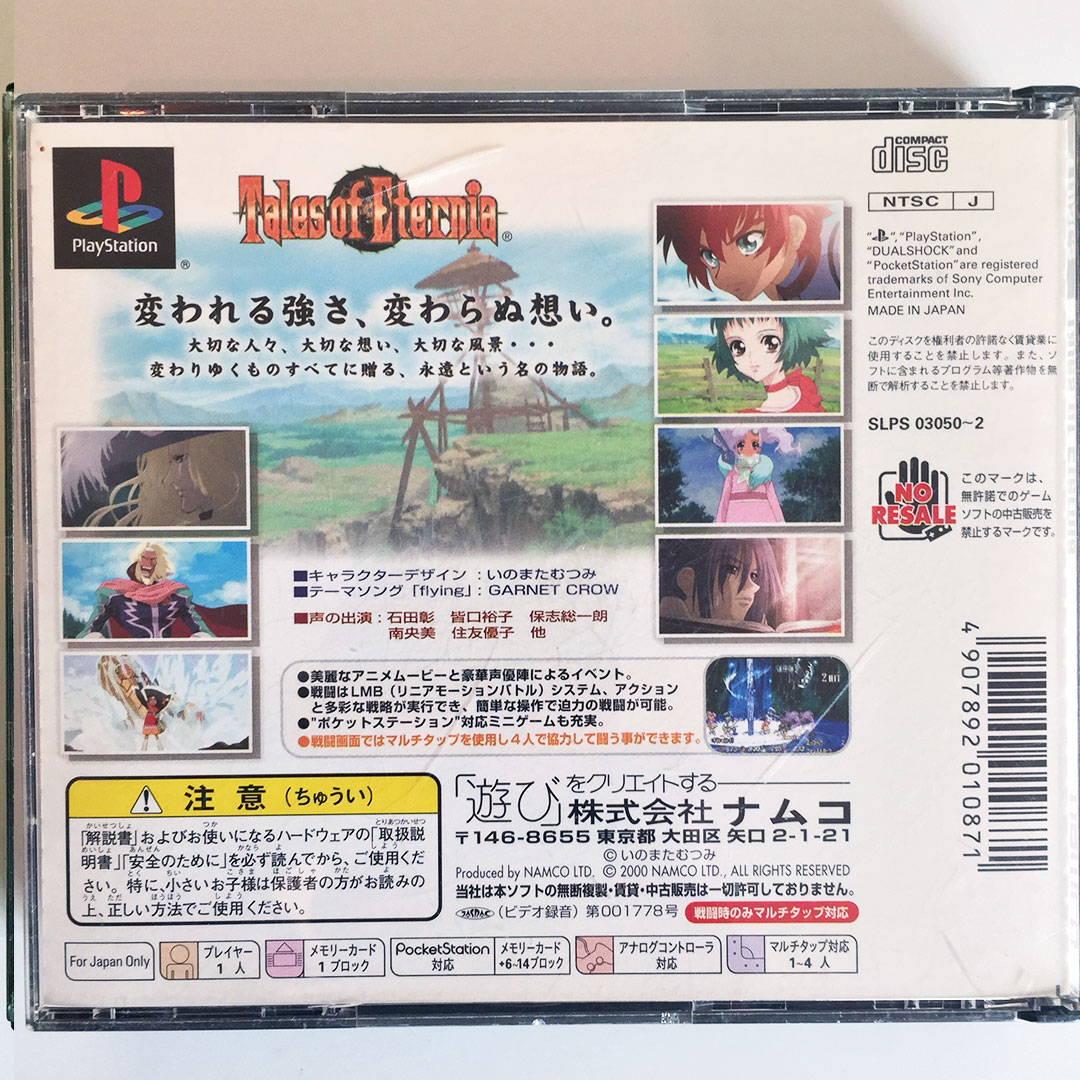 PlayStation
®
Tales of Eternia
®
変われる強さ、変わらぬ想い。
大切な人々、大切な想い、大切な風景・・・
変わりゆくものすべてに贈る、永遠という名の物語。
COMPACT
disc
NTSC J
“ ”, “PlayStation”,
“DUALSHOCK” and
“PocketStation” are registered
trademarks of Sony Computer
Entertainment Inc.
MADE IN JAPAN
このディスクを権利者の許諾なく賃貸業に
使用することを禁止します。また、ソ
フトに含まれるプログラム等著作物を無
断で解析することを禁止します。
SLPS 03050~2
NO
RESALE
このマークは、
無許諾でのゲーム
ソフトの中古販売を
禁止するマークです。
■キャラクターデザイン:いのまたむつみ
■テーマソング「flying」: GARNET CROW
■声の出演:石田彰 皆口裕子 保志総一朗
南央美 住友優子 他
●美麗なアニメムービーと豪華声優陣によるイベント。
●戦闘はLMB(リニアモーションバトル)システム、アクション
と多彩な戦略が実行でき、簡単な操作で迫力の戦闘が可能。
●“ポケットステーション”対応ミニゲームも充実。
●戦闘画面ではマルチタップを使用し4人で協力して闘う事ができます。
2 HIT
4907892010871
注意(ちゅうい)
「解説書」およびお使いになるハードウェアの「取扱説
明書」「安全のために」を必ず読んでから、ご使用くだ
さい。特に、小さいお子様は保護者の方がお読みの
上、正しい方法でご使用ください。
「遊び」をクリエイトする
株式会社ナムコ
〒146-8655 東京都 大田区 矢口 2-1-21
© いのまたむつみ
Produced by NAMCO LTD. © 2000 NAMCO LTD., ALL RIGHTS RESERVED
当社は本ソフトの無断複製・賃貸・中古販売は一切許可しておりません。
JASRAC (ビデオ録音) 第001778号 戦闘時のみマルチタップ対応
For Japan Only
プレイヤー
1人
メモリーカード
1ブロック
PocketStation
対応
メモリーカード
+6~14ブロック
アナログコントローラ
対応
マルチタップ対応
1~4人